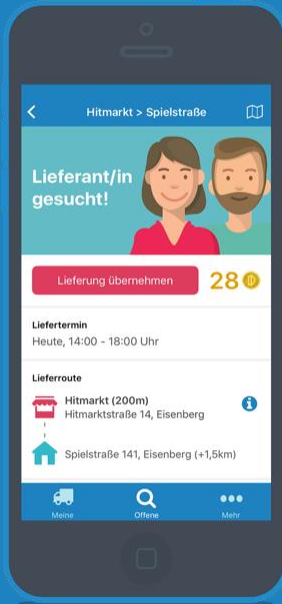 Hitmarkt > Spielstraße
Lieferant/in
gesucht!
Lieferung übernehmen
28
Liefertermin
Heute, 14:00 - 18:00 Uhr
Lieferroute
Hitmarkt (200m)
Hitmarktstraße 14, Eisenberg
Spielstraße 141, Eisenberg (+1,5km)
Meine
Offene
Mehr